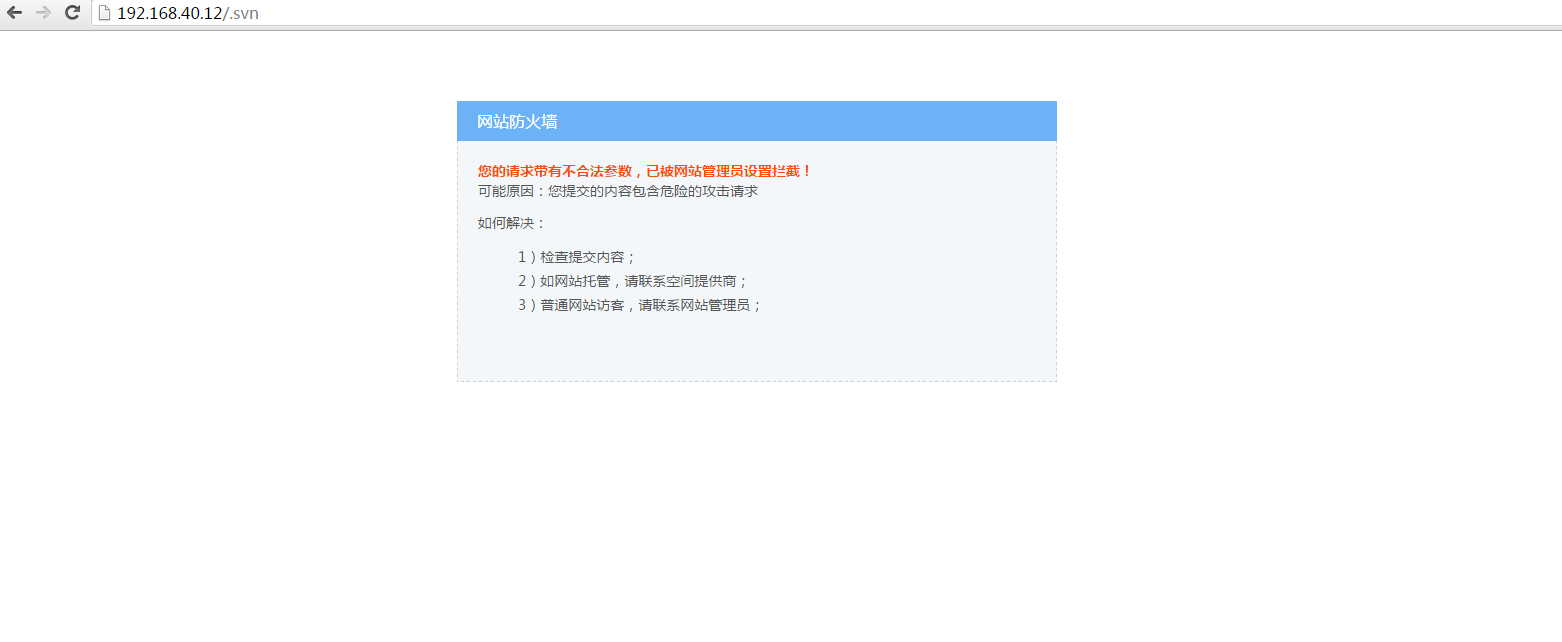 192.168.40.12/.svn
网站防火墙
您的请求带有不合法参数，已被网站管理员设置拦截！
可能原因：您提交的内容包含危险的攻击请求
如何解决：
1）检查提交内容；
2）如网站托管，请联系空间提供商；
3）普通网站访客，请联系网站管理员；